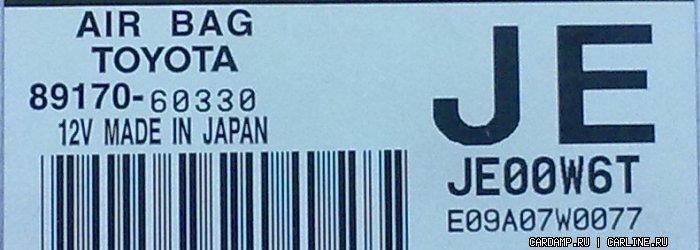 AIR BAG
TOYOTA
89170-60330
12V MADE IN JAPAN
JE
JE00W6T
E09A07W0077
CARDAMP.RU | CARLINE.RU